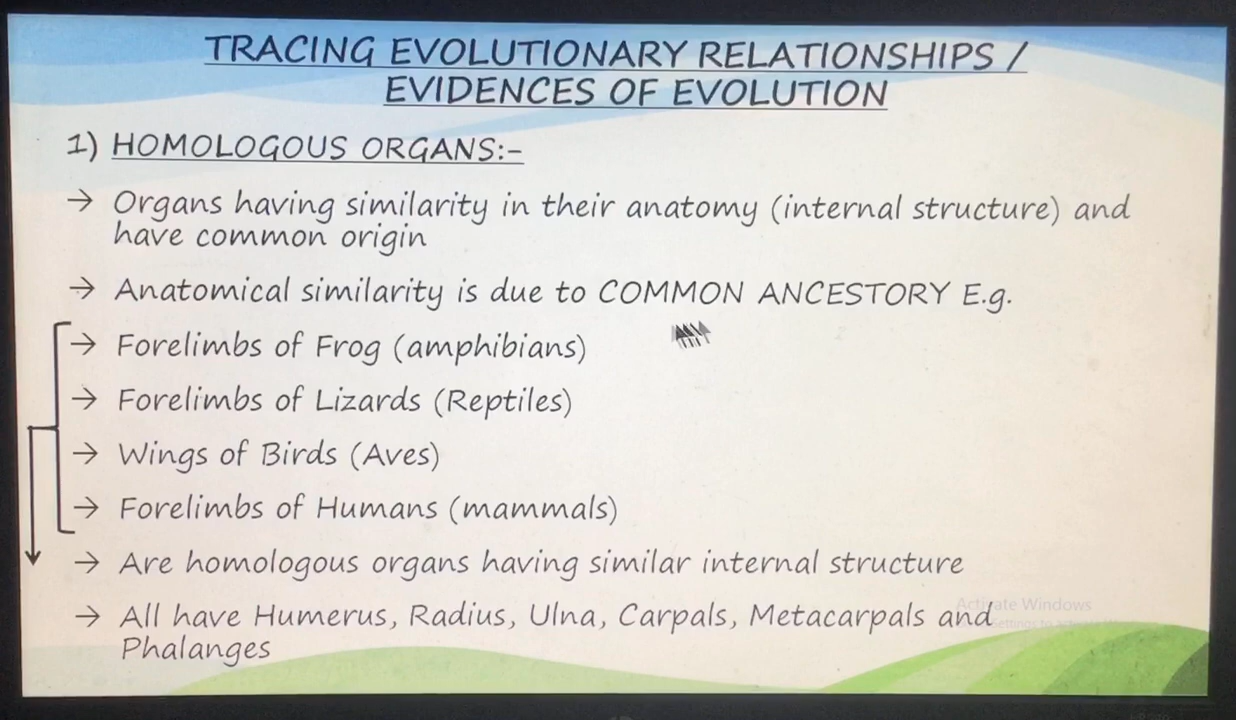 TRACING EVOLUTIONARY RELATIONSHIPS /
EVIDENCES OF EVOLUTION
1) HOMOLOGOUS ORGANS:-
→ Organs having similarity in their anatomy (internal structure) and
have common origin
→ Anatomical similarity is due to COMMON ANCESTORY E.g.
→ Forelimbs of Frog (amphibians)
→ Forelimbs of Lizards (Reptiles)
→ Wings of Birds (Aves)
→ Forelimbs of Humans (mammals)
→ Are homologous organs having similar internal structure
→ All have Humerus, Radius, Ulna, Carpals, Metacarpals and
Phalanges
Activate Windows
Settings to